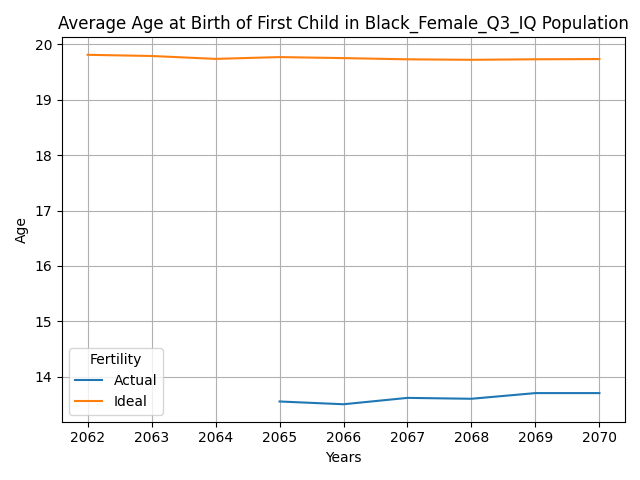 Average Age at Birth of First Child in Black_Female_Q3_IQ Population
20
19
18
17
16
15
14
Age
Fertility
Actual
Ideal
2062 2063 2064 2065 2066 2067 2068 2069 2070
Years